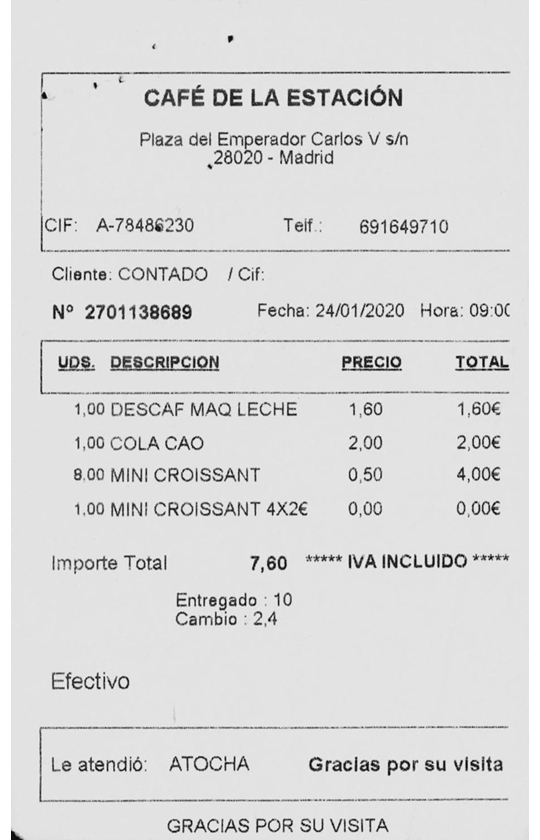 CAFÉ DE LA ESTACIÓN
Plaza del Emperador Carlos V s/n
28020 - Madrid
CIF: A-78486230 Telf.: 691649710
Cliente: CONTADO / Cif:
Nº 2701138689 Fecha: 24/01/2020 Hora: 09:00
UDS. DESCRIPCION PRECIO TOTAL
1,00 DESCAF MAQ LECHE 1,60 1,60€
1,00 COLA CAO 2,00 2,00€
8,00 MINI CROISSANT 0,50 4,00€
1,00 MINI CROISSANT 4X2€ 0,00 0,00€
Importe Total 7,60 ***** IVA INCLUIDO *****
Entregado : 10
Cambio : 2,4
Efectivo
Le atendió: ATOCHA Gracias por su visita
GRACIAS POR SU VISITA